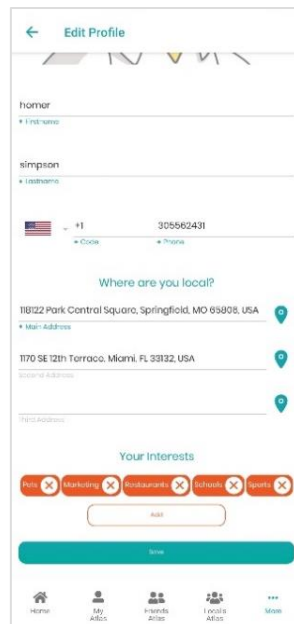 Edit Profile
homer
Firstname
simpson
Lastname
+1 305562431
Code Phone
Where are you local?
118122 Park Central Square, Springfield, MO 65806, USA
Main Address
1170 SE 12th Terrace, Miami, FL 33132, USA
Second Address
Third Address
Your Interests
Pets Marketing Restaurants Schools Sports
Add
Save
Home My Atlas Friends Atlas Locals Atlas More